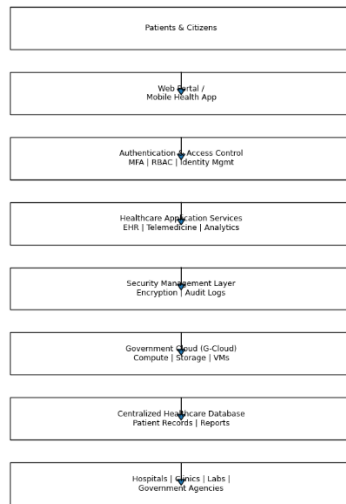 Patients & Citizens
Web Portal /
Mobile Health App
Authentication & Access Control
MFA | RBAC | Identity Mgmt
Healthcare Application Services
EHR | Telemedicine | Analytics
Security Management Layer
Encryption | Audit Logs
Government Cloud (G-Cloud)
Compute | Storage | VMs
Centralized Healthcare Database
Patient Records | Reports
Hospitals | Clinics | Labs |
Government Agencies